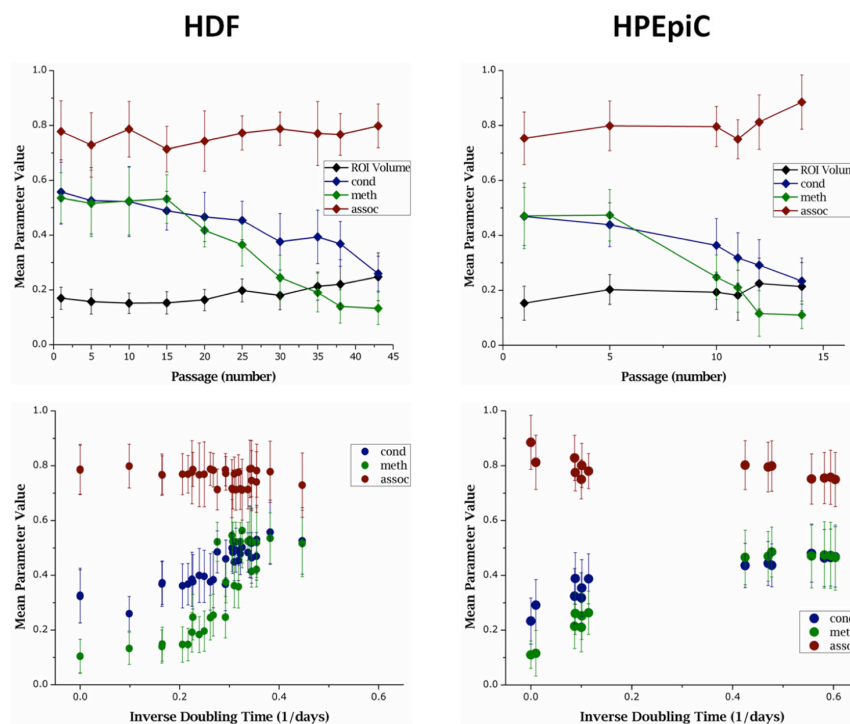 HDF
HPEpiC
1.0
0.8
0.6
0.4
0.2
0.0
Mean Parameter Value
ROI Volume
cond
meth
assoc
0 5 10 15 20 25 30 35 40 45
Passage (number)
1.0
0.8
0.6
0.4
0.2
0.0
Mean Parameter Value
ROI Volume
cond
meth
assoc
0 5 10 15
Passage (number)
1.0
0.8
0.6
0.4
0.2
0.0
Mean Parameter Value
cond
meth
assoc
0.0 0.2 0.4 0.6
Inverse Doubling Time (1/days)
1.0
0.8
0.6
0.4
0.2
0.0
Mean Parameter Value
cond
meth
assoc
0.0 0.2 0.4 0.6
Inverse Doubling Time (1/days)